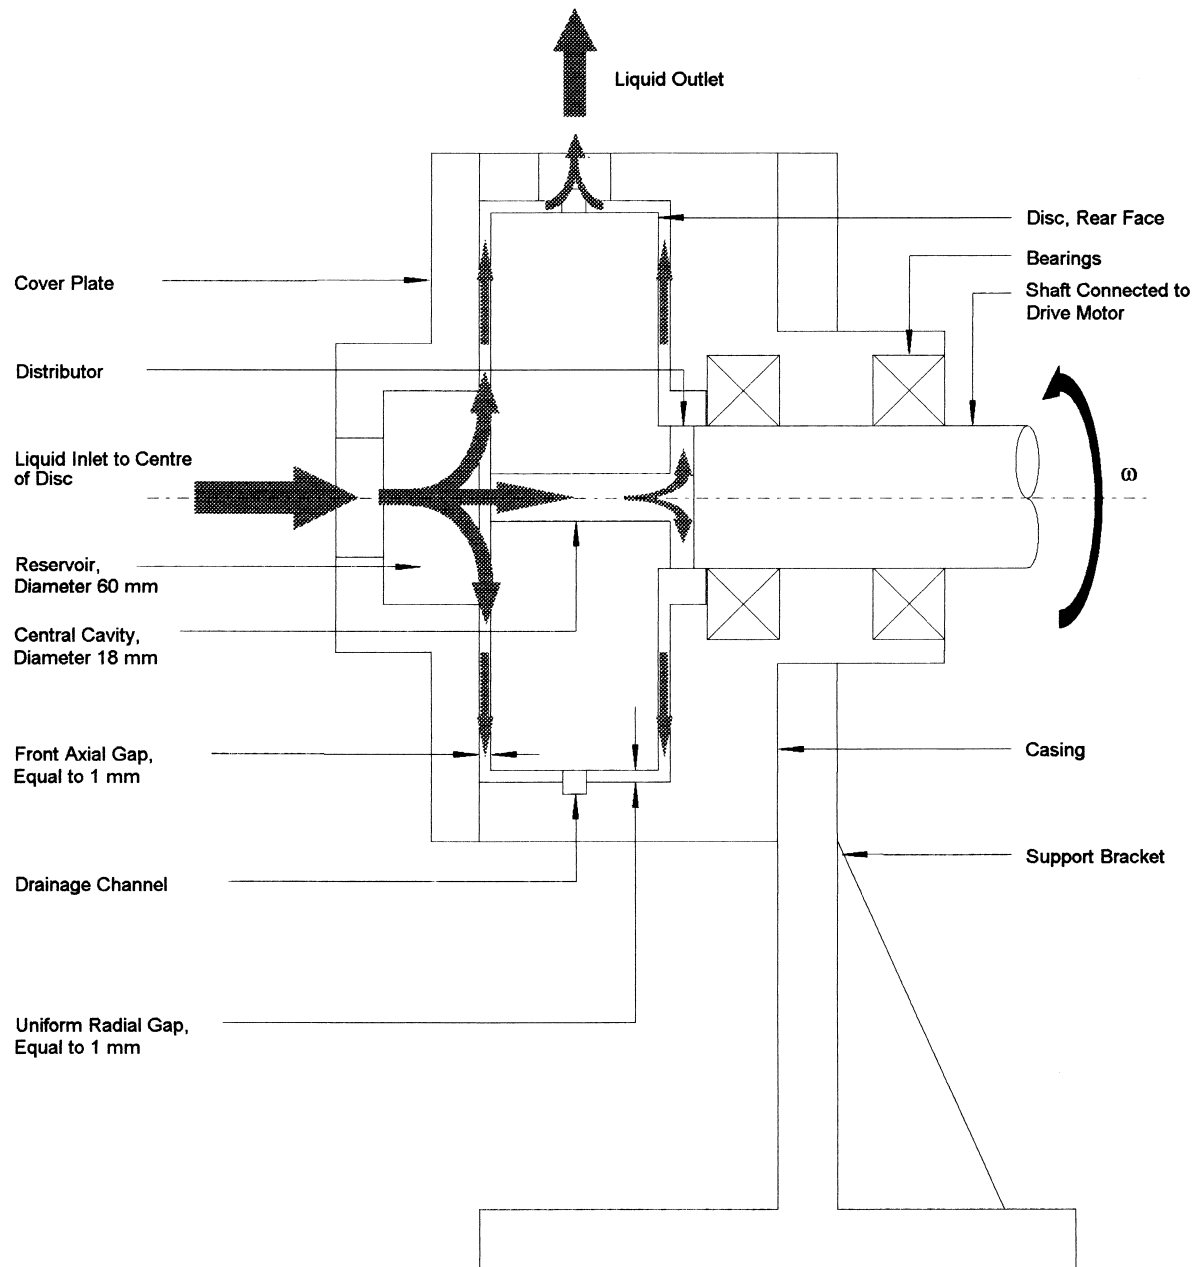 Liquid Outlet
Disc, Rear Face
Bearings
Shaft Connected to
Drive Motor
Cover Plate
Distributor
Liquid Inlet to Centre
of Disc
ω
Reservoir,
Diameter 60 mm
Central Cavity,
Diameter 18 mm
Front Axial Gap,
Equal to 1 mm
Casing
Support Bracket
Drainage Channel
Uniform Radial Gap,
Equal to 1 mm